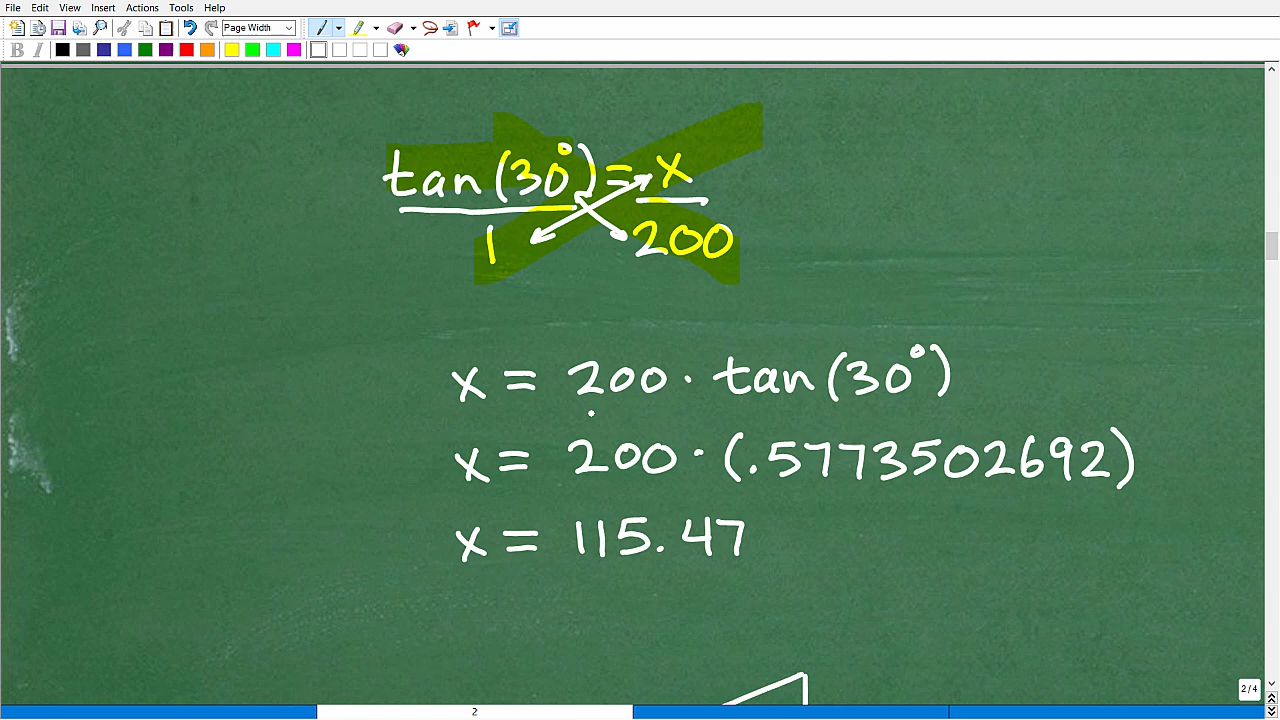 File Edit View Insert Actions Tools Help
Page Width
B I
tan(30°) = x
1 200
x = 200 · tan(30°)
x = 200 · (.5773502692)
x = 115.47
2/4
2